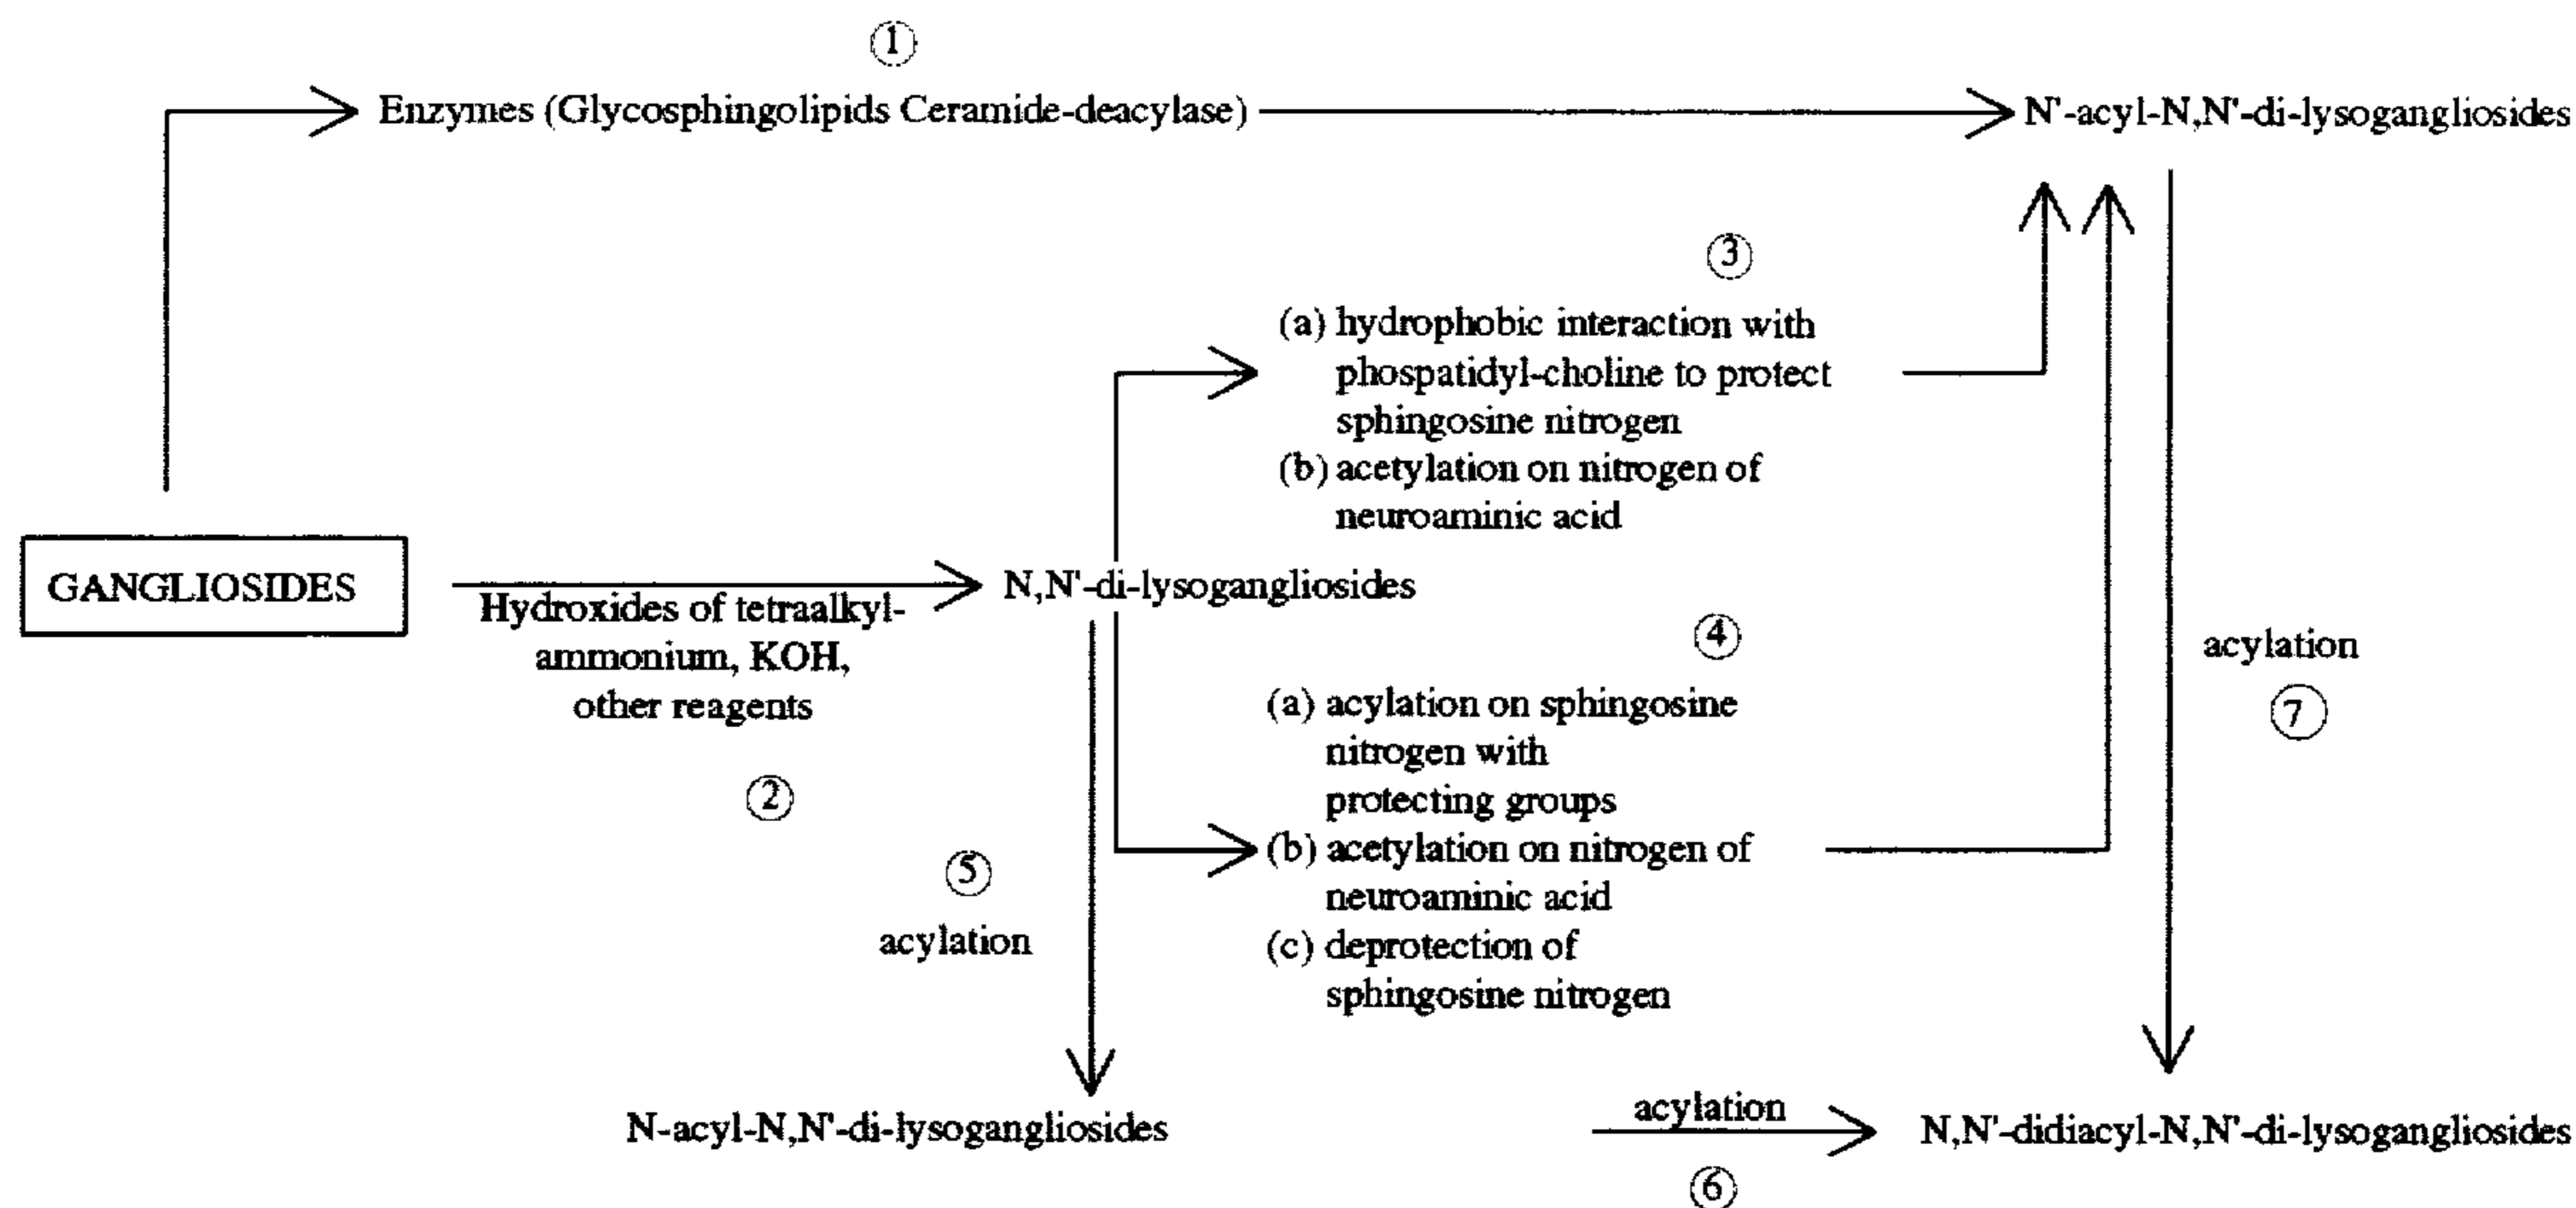 ①
Enzymes (Glycosphingolipids Ceramide-deacylase)
N'-acyl-N,N'-di-lysogangliosides
③
(a) hydrophobic interaction with
phospatidyl-choline to protect
sphingosine nitrogen
(b) acetylation on nitrogen of
neuroaminic acid
GANGLIOSIDES
Hydroxides of tetraalkyl-
ammonium, KOH,
other reagents
②
N,N'-di-lysogangliosides
④
(a) acylation on sphingosine
nitrogen with
protecting groups
(b) acetylation on nitrogen of
neuroaminic acid
(c) deprotection of
sphingosine nitrogen
acylation
⑦
⑤
acylation
N-acyl-N,N'-di-lysogangliosides
acylation
⑥
N,N'-didiacyl-N,N'-di-lysogangliosides